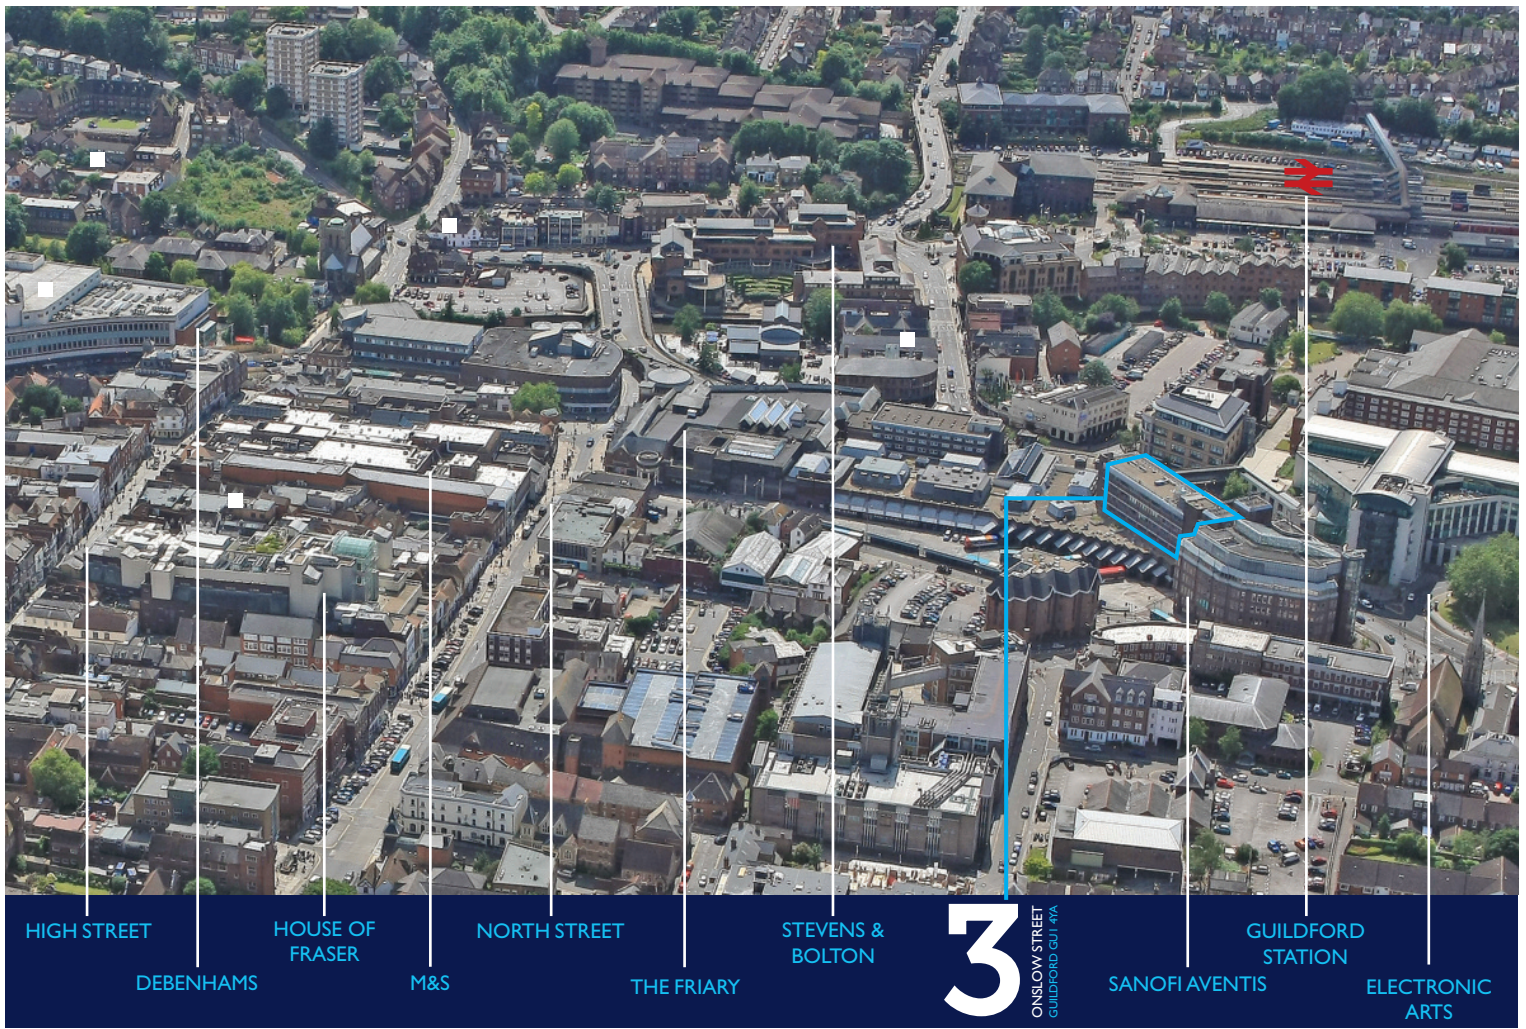 HIGH STREET
DEBENHAMS
HOUSE OF
FRASER
M&S
NORTH STREET
THE FRIARY
STEVENS &
BOLTON
3
ONSLOW STREET
GUILDFORD GU1 4YA
SANOFI AVENTIS
GUILDFORD
STATION
ELECTRONIC
ARTS